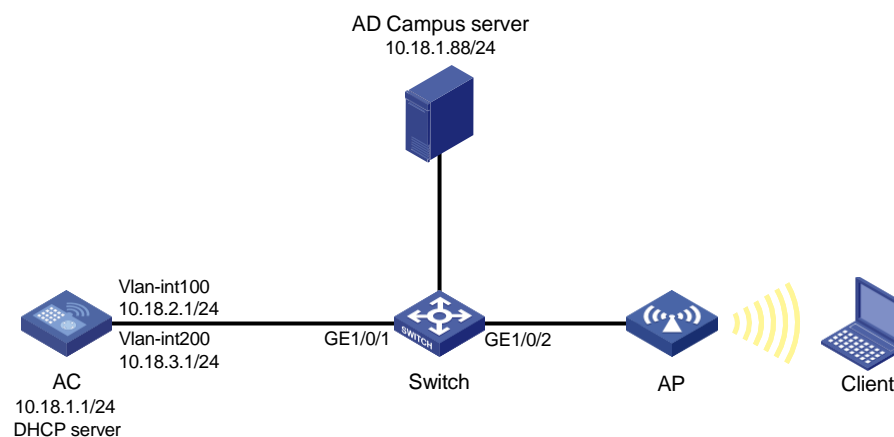 AD Campus server
10.18.1.88/24
Vlan-int100
10.18.2.1/24
Vlan-int200
10.18.3.1/24
GE1/0/1
SWITCH
GE1/0/2
AC
10.18.1.1/24
DHCP server
Switch
AP
Client